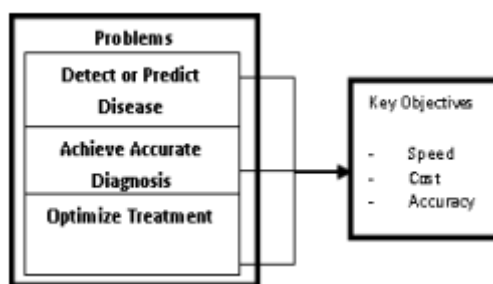 Problems
Detect or Predict
Disease
Achieve Accurate
Diagnosis
Optimize Treatment
Key Objectives
- Speed
- Cost
- Accuracy